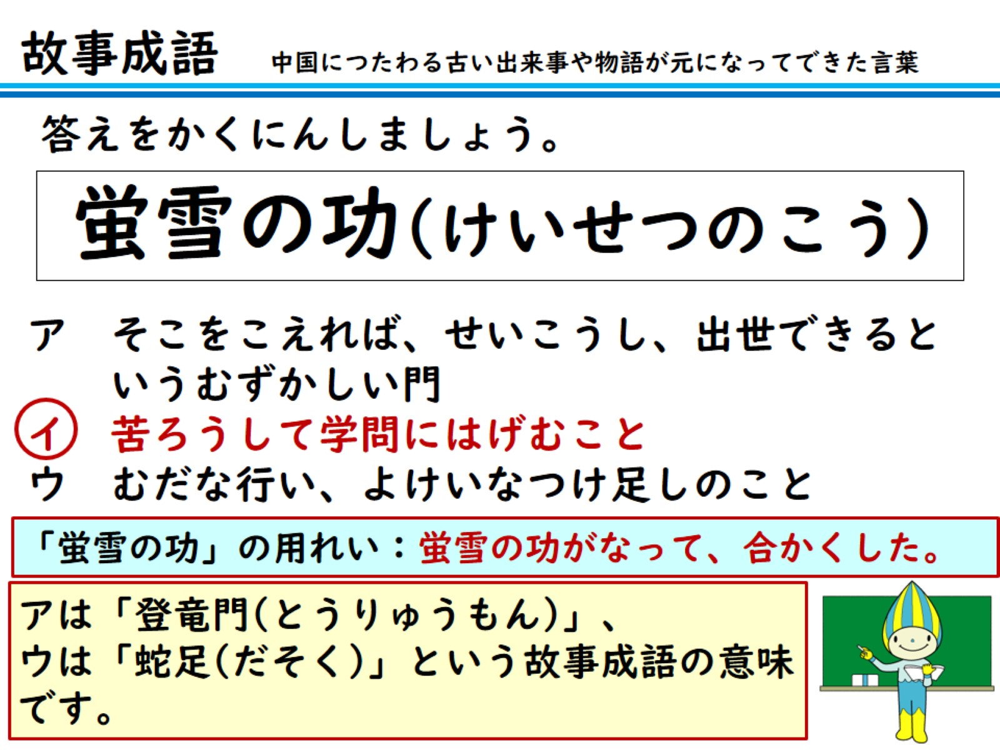 故事成語　中国につたわる古い出来事や物語が元になってできた言葉
答えをかくにんしましょう。
蛍雪の功(けいせつのこう)
ア　そこをこえれば、せいこうし、出世できると
いうむずかしい門
イ　苦ろうして学問にはげむこと
ウ　むだな行い、よけいなつけ足しのこと
「蛍雪の功」の用れい：蛍雪の功がなって、合かくした。
アは「登竜門(とうりゅうもん)」、
ウは「蛇足(だそく)」という故事成語の意味
です。